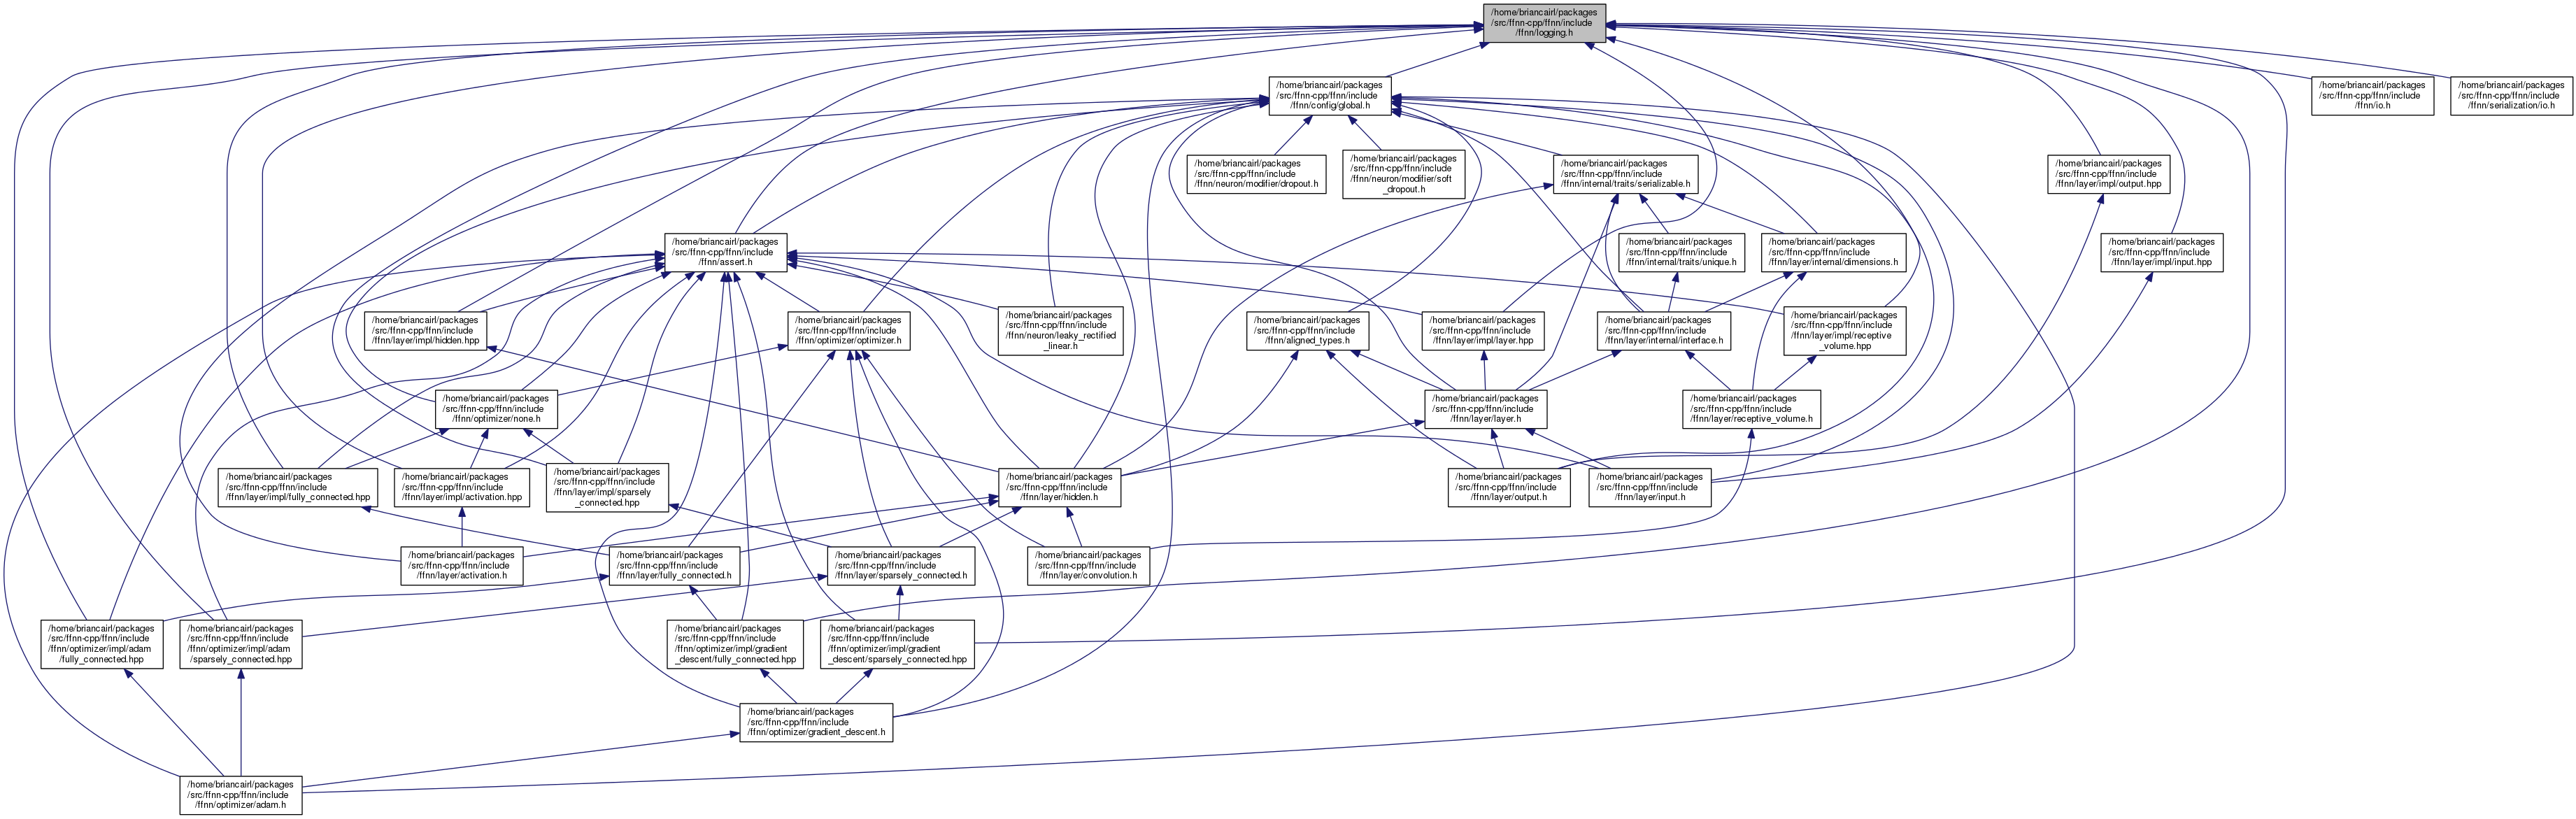 /home/briancairl/packages
/src/ffnn-cpp/ffnn/include
/ffnn/logging.h
/home/briancairl/packages
/src/ffnn-cpp/ffnn/include
/ffnn/config/global.h
/home/briancairl/packages
/src/ffnn-cpp/ffnn/include
/ffnn/io.h
/home/briancairl/packages
/src/ffnn-cpp/ffnn/include
/ffnn/serialization/io.h
/home/briancairl/packages
/src/ffnn-cpp/ffnn/include
/ffnn/neuron/modifier/dropout.h
/home/briancairl/packages
/src/ffnn-cpp/ffnn/include
/ffnn/neuron/modifier/soft
_dropout.h
/home/briancairl/packages
/src/ffnn-cpp/ffnn/include
/ffnn/internal/traits/serializable.h
/home/briancairl/packages
/src/ffnn-cpp/ffnn/include
/ffnn/layer/impl/output.hpp
/home/briancairl/packages
/src/ffnn-cpp/ffnn/include
/ffnn/assert.h
/home/briancairl/packages
/src/ffnn-cpp/ffnn/include
/ffnn/internal/traits/unique.h
/home/briancairl/packages
/src/ffnn-cpp/ffnn/include
/ffnn/layer/internal/dimensions.h
/home/briancairl/packages
/src/ffnn-cpp/ffnn/include
/ffnn/layer/impl/input.hpp
/home/briancairl/packages
/src/ffnn-cpp/ffnn/include
/ffnn/layer/impl/hidden.hpp
/home/briancairl/packages
/src/ffnn-cpp/ffnn/include
/ffnn/optimizer/optimizer.h
/home/briancairl/packages
/src/ffnn-cpp/ffnn/include
/ffnn/neuron/leaky_rectified
_linear.h
/home/briancairl/packages
/src/ffnn-cpp/ffnn/include
/ffnn/aligned_types.h
/home/briancairl/packages
/src/ffnn-cpp/ffnn/include
/ffnn/layer/impl/layer.hpp
/home/briancairl/packages
/src/ffnn-cpp/ffnn/include
/ffnn/layer/internal/interface.h
/home/briancairl/packages
/src/ffnn-cpp/ffnn/include
/ffnn/layer/impl/receptive
_volume.hpp
/home/briancairl/packages
/src/ffnn-cpp/ffnn/include
/ffnn/optimizer/none.h
/home/briancairl/packages
/src/ffnn-cpp/ffnn/include
/ffnn/layer/layer.h
/home/briancairl/packages
/src/ffnn-cpp/ffnn/include
/ffnn/layer/receptive_volume.h
/home/briancairl/packages
/src/ffnn-cpp/ffnn/include
/ffnn/layer/impl/fully_connected.hpp
/home/briancairl/packages
/src/ffnn-cpp/ffnn/include
/ffnn/layer/impl/activation.hpp
/home/briancairl/packages
/src/ffnn-cpp/ffnn/include
/ffnn/layer/impl/sparsely
_connected.hpp
/home/briancairl/packages
/src/ffnn-cpp/ffnn/include
/ffnn/layer/hidden.h
/home/briancairl/packages
/src/ffnn-cpp/ffnn/include
/ffnn/layer/output.h
/home/briancairl/packages
/src/ffnn-cpp/ffnn/include
/ffnn/layer/input.h
/home/briancairl/packages
/src/ffnn-cpp/ffnn/include
/ffnn/layer/activation.h
/home/briancairl/packages
/src/ffnn-cpp/ffnn/include
/ffnn/layer/fully_connected.h
/home/briancairl/packages
/src/ffnn-cpp/ffnn/include
/ffnn/layer/sparsely_connected.h
/home/briancairl/packages
/src/ffnn-cpp/ffnn/include
/ffnn/layer/convolution.h
/home/briancairl/packages
/src/ffnn-cpp/ffnn/include
/ffnn/optimizer/impl/adam
/fully_connected.hpp
/home/briancairl/packages
/src/ffnn-cpp/ffnn/include
/ffnn/optimizer/impl/adam
/sparsely_connected.hpp
/home/briancairl/packages
/src/ffnn-cpp/ffnn/include
/ffnn/optimizer/impl/gradient
_descent/fully_connected.hpp
/home/briancairl/packages
/src/ffnn-cpp/ffnn/include
/ffnn/optimizer/impl/gradient
_descent/sparsely_connected.hpp
/home/briancairl/packages
/src/ffnn-cpp/ffnn/include
/ffnn/optimizer/gradient_descent.h
/home/briancairl/packages
/src/ffnn-cpp/ffnn/include
/ffnn/optimizer/adam.h